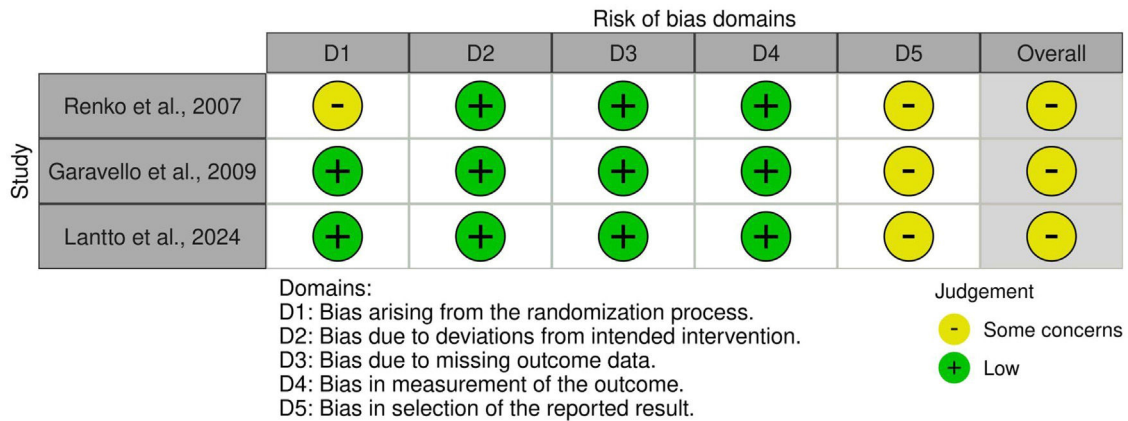 Risk of bias domains
D1 D2 D3 D4 D5 Overall
Study
Renko et al., 2007 - + + + - -
Garavello et al., 2009 + + + + - -
Lantto et al., 2024 + + + + - -
Domains:
D1: Bias arising from the randomization process.
D2: Bias due to deviations from intended intervention.
D3: Bias due to missing outcome data.
D4: Bias in measurement of the outcome.
D5: Bias in selection of the reported result.
Judgement
- Some concerns
+ Low